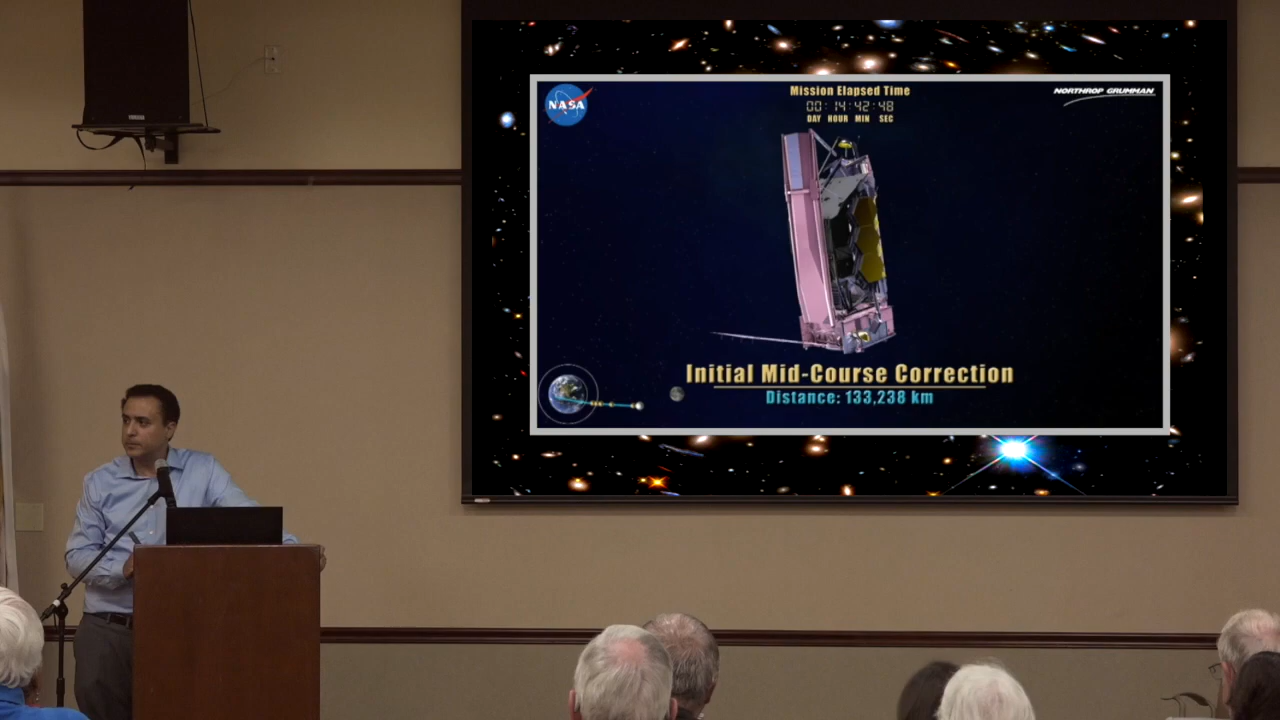 NASA
Mission Elapsed Time
00:14:42:48
DAY HOUR MIN SEC
NORTHROP GRUMMAN
Initial Mid-Course Correction
Distance: 133,238 km